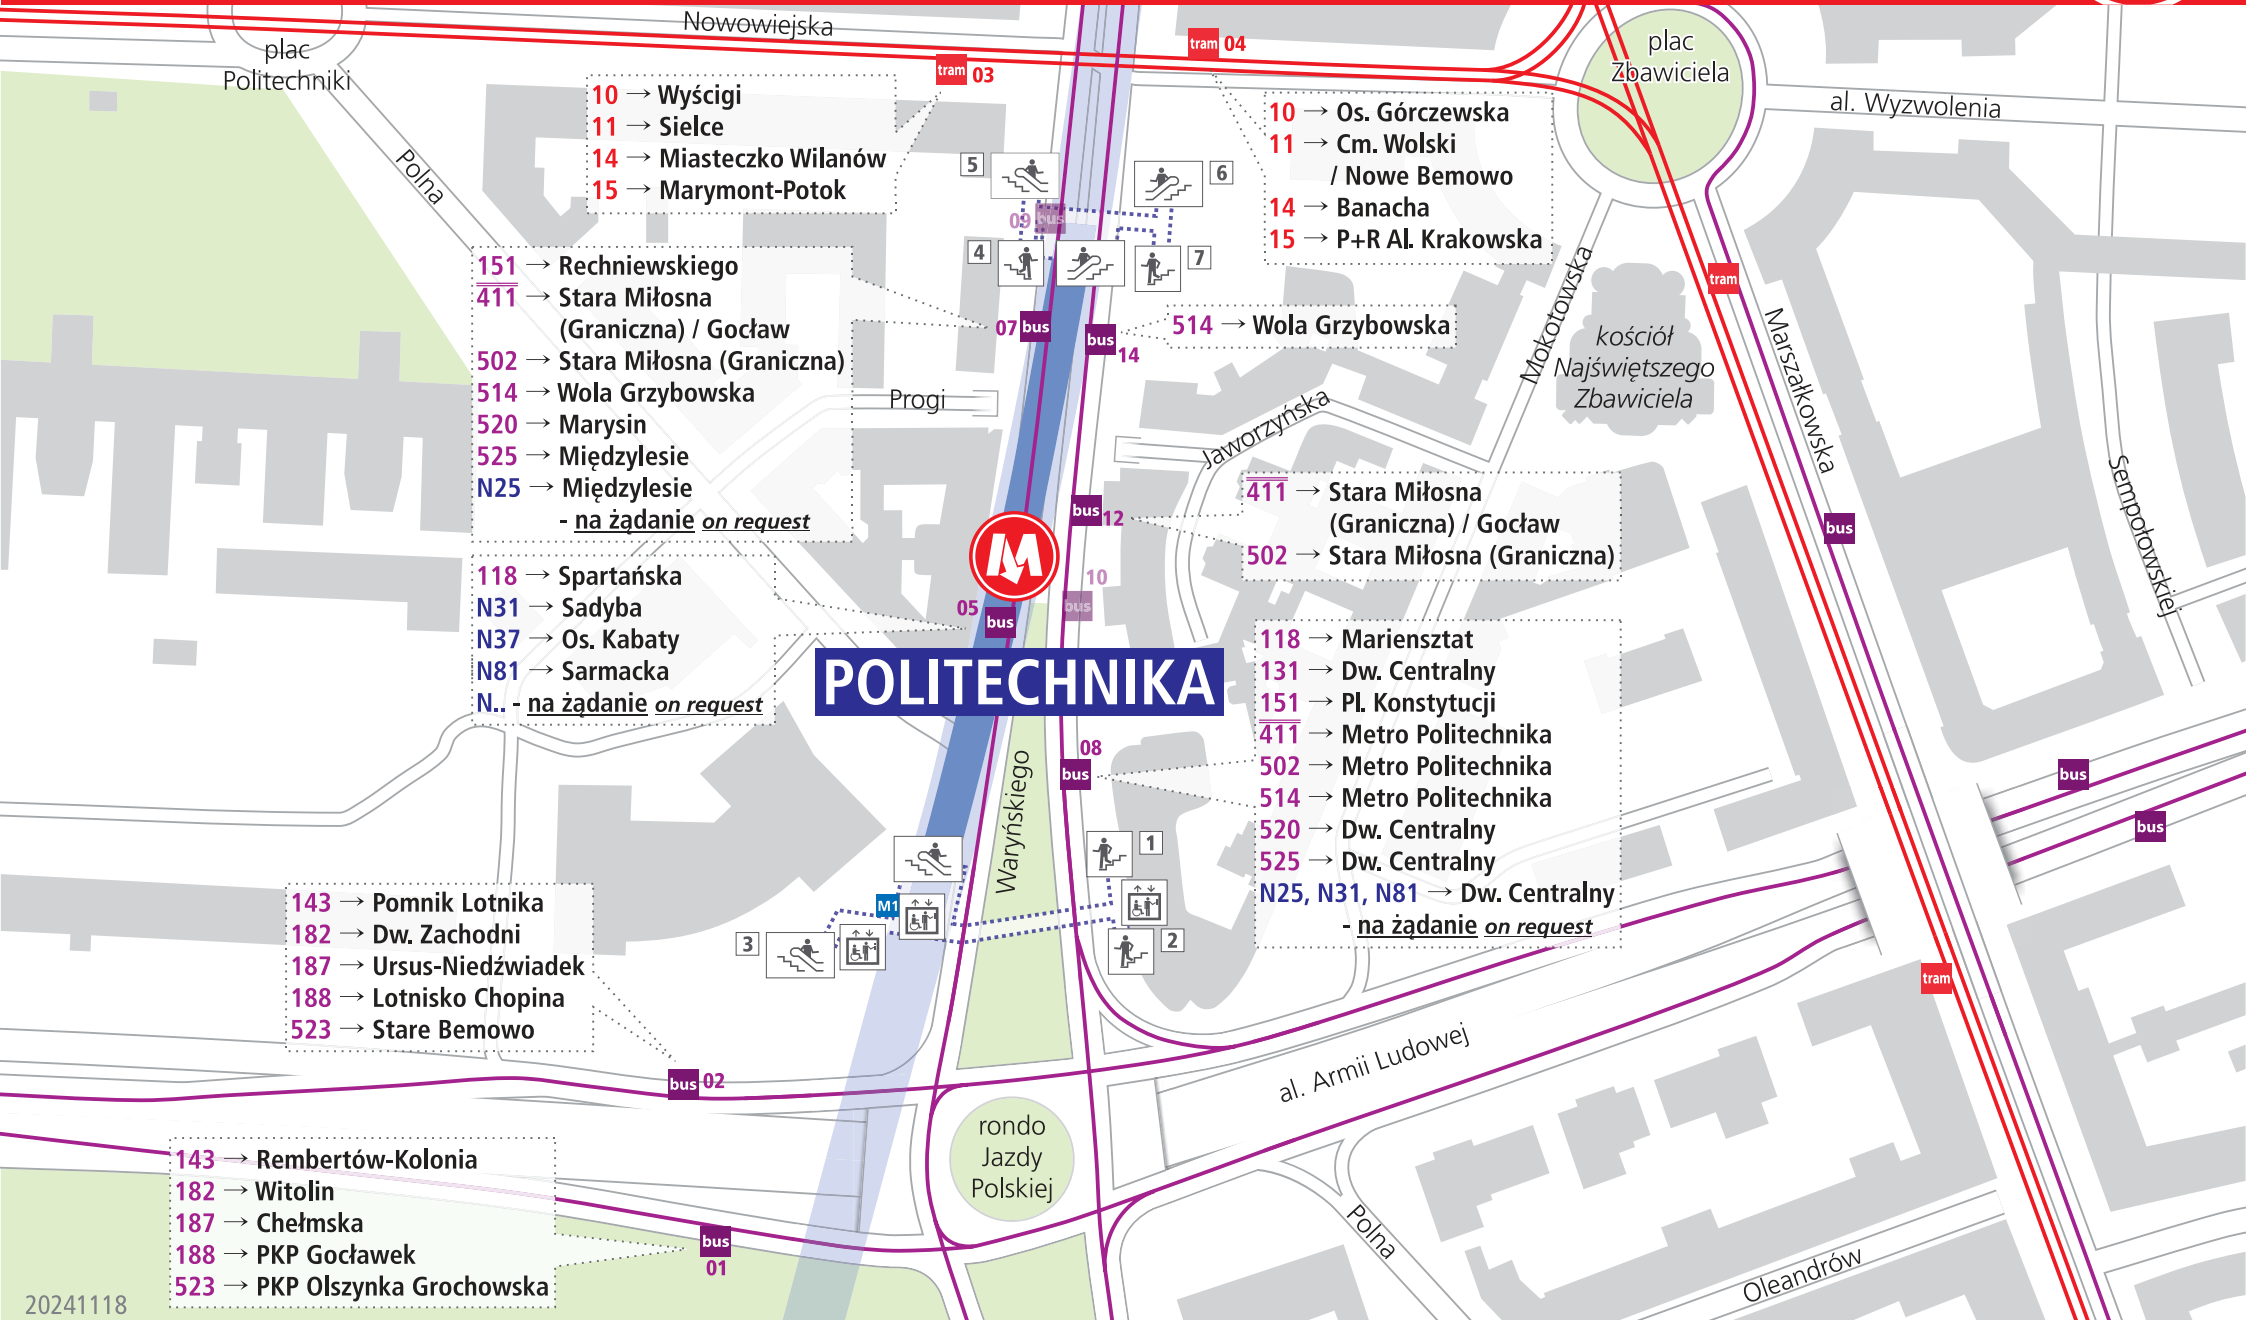 Nowowiejska
plac
Politechniki
tram 03
tram 04
plac
Zbawiciela
al. Wyzwolenia
10 → Wyścigi
11 → Sielce
14 → Miasteczko Wilanów
15 → Marymont-Potok
10 → Os. Górczewska
11 → Cm. Wolski
/ Nowe Bemowo
14 → Banacha
15 → P+R Al. Krakowska
Polna
5
6
09 bus
4
7
151 → Rechniewskiego
411 → Stara Miłosna
(Graniczna) / Gocław
502 → Stara Miłosna (Graniczna)
514 → Wola Grzybowska
520 → Marysin
525 → Międzylesie
N25 → Międzylesie
- na żądanie on request
07 bus
bus
14
514 → Wola Grzybowska
Mokotowska
kościół
Najświętszego
Zbawiciela
tram
Marszałkowska
Progi
Jaworzyńska
Sempołowskiej
bus 12
411 → Stara Miłosna
(Graniczna) / Gocław
502 → Stara Miłosna (Graniczna)
bus
M
118 → Spartańska
N31 → Sadyba
N37 → Os. Kabaty
N81 → Sarmacka
N.. - na żądanie on request
05 bus
10
bus
POLITECHNIKA
118 → Mariensztat
131 → Dw. Centralny
151 → Pl. Konstytucji
411 → Metro Politechnika
502 → Metro Politechnika
514 → Metro Politechnika
520 → Dw. Centralny
525 → Dw. Centralny
N25, N31, N81 → Dw. Centralny
- na żądanie on request
08
bus
Waryńskiego
bus
bus
1
M1
3
2
143 → Pomnik Lotnika
182 → Dw. Zachodni
187 → Ursus-Niedźwiadek
188 → Lotnisko Chopina
523 → Stare Bemowo
tram
bus 02
al. Armii Ludowej
rondo
Jazdy
Polskiej
143 → Rembertów-Kolonia
182 → Witolin
187 → Chełmska
188 → PKP Gocławek
523 → PKP Olszynka Grochowska
bus
01
Polna
Oleandrów
20241118